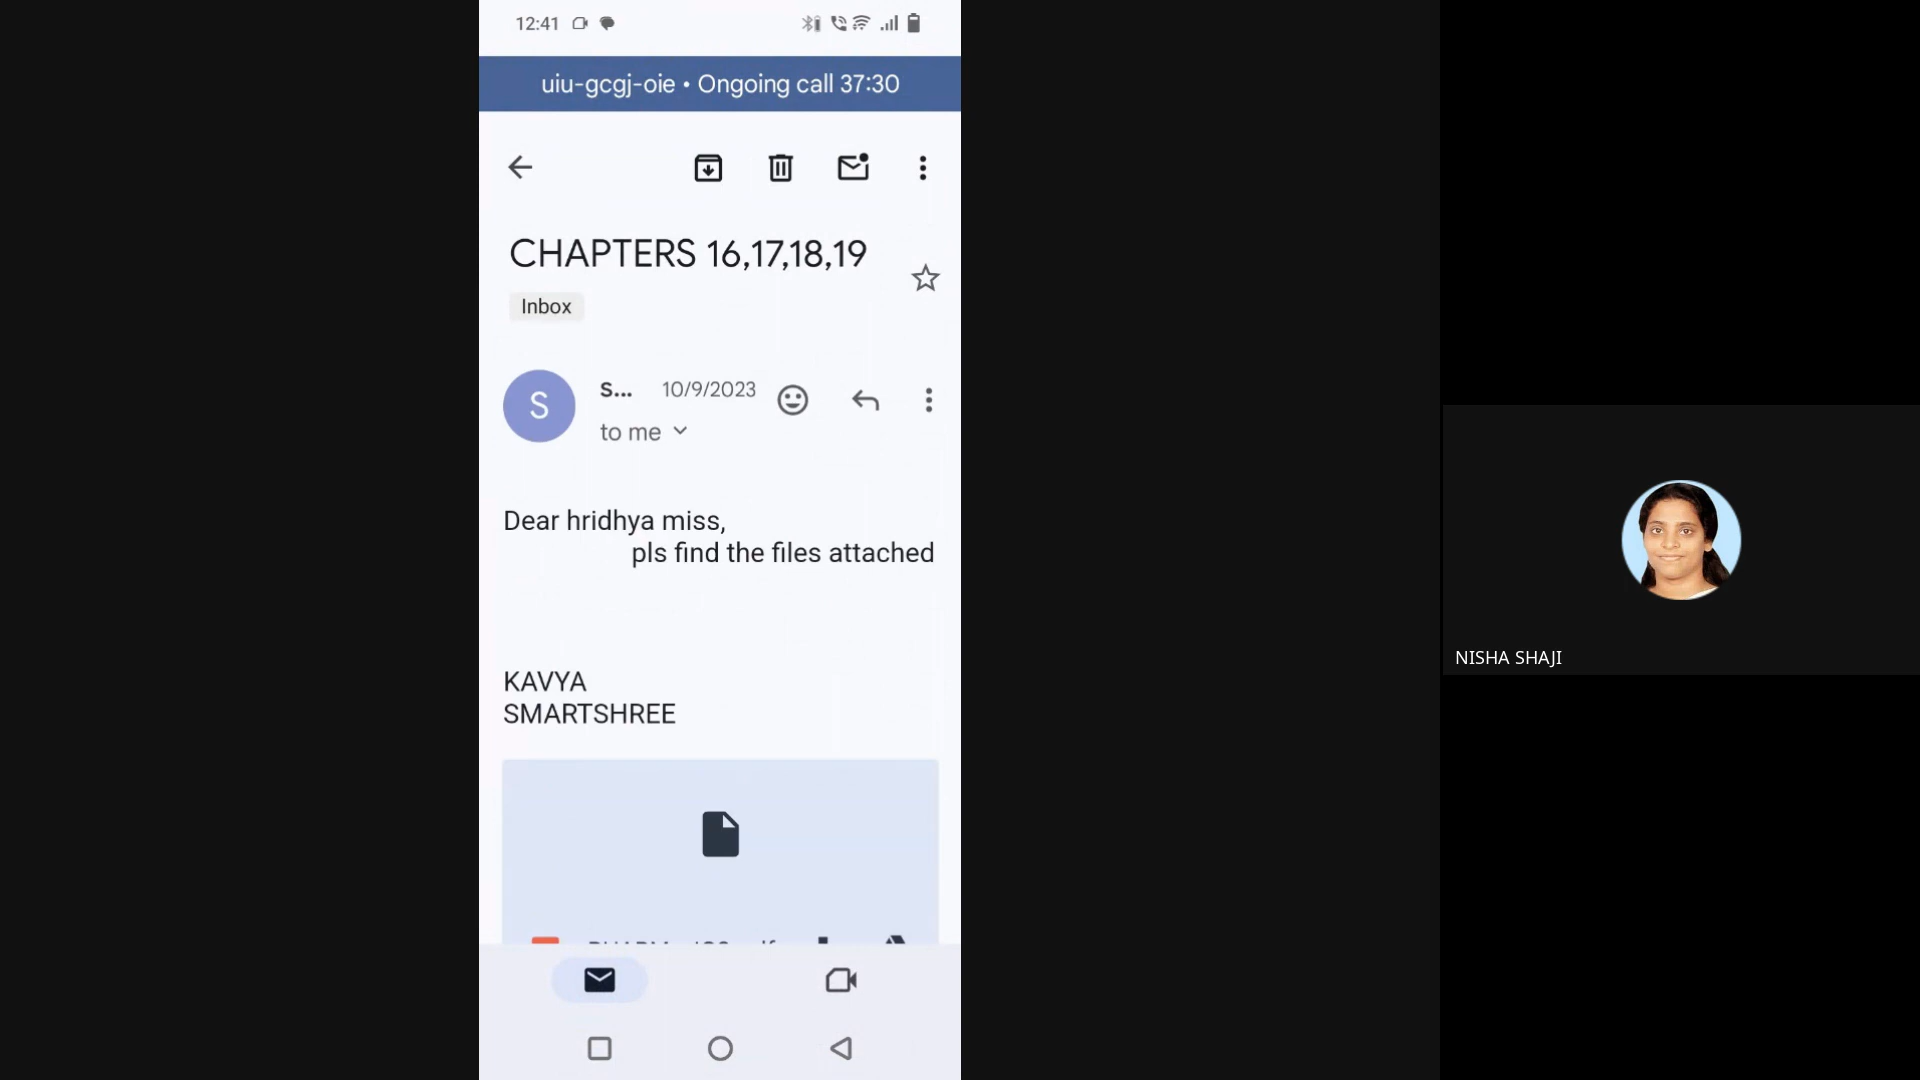 12:41
uiu-gcgj-oie • Ongoing call 37:30
CHAPTERS 16,17,18,19
Inbox
S
s... 10/9/2023
to me
Dear hridhya miss,
pls find the files attached
KAVYA
SMARTSHREE
NISHA SHAJI